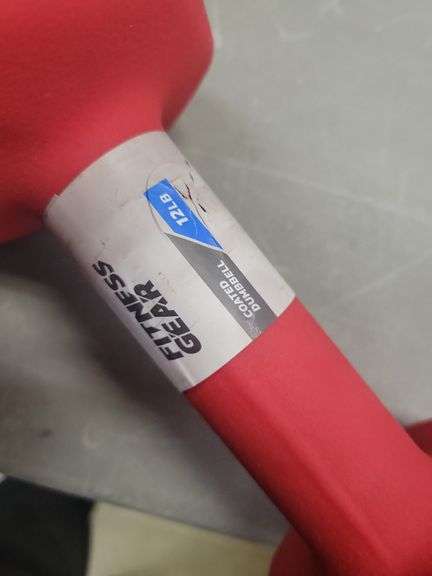 FITNESS
GEAR
12LB
COATED
DUMBBELL